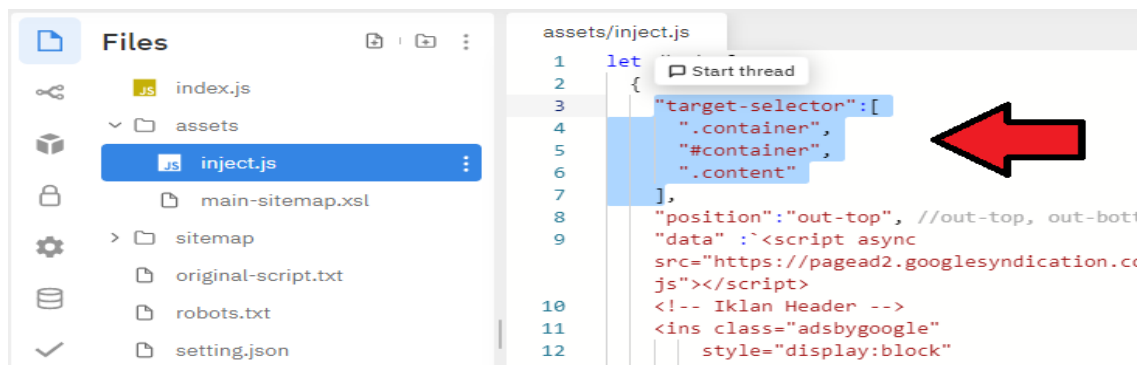 Files
JS index.js
assets
JS inject.js
main-sitemap.xsl
sitemap
original-script.txt
robots.txt
setting.json
assets/inject.js
1 let
Start thread
2 {
3 "target-selector":[
4 ".container",
5 "#container",
6 ".content"
7 ],
8 "position":"out-top", //out-top,
9 "data" :`<script async
src="https://pagead2.googlesyndication.co
js"></script>
10 <!-- Iklan Header -->
11 <ins class="adsbygoogle"
12 style="display:block"